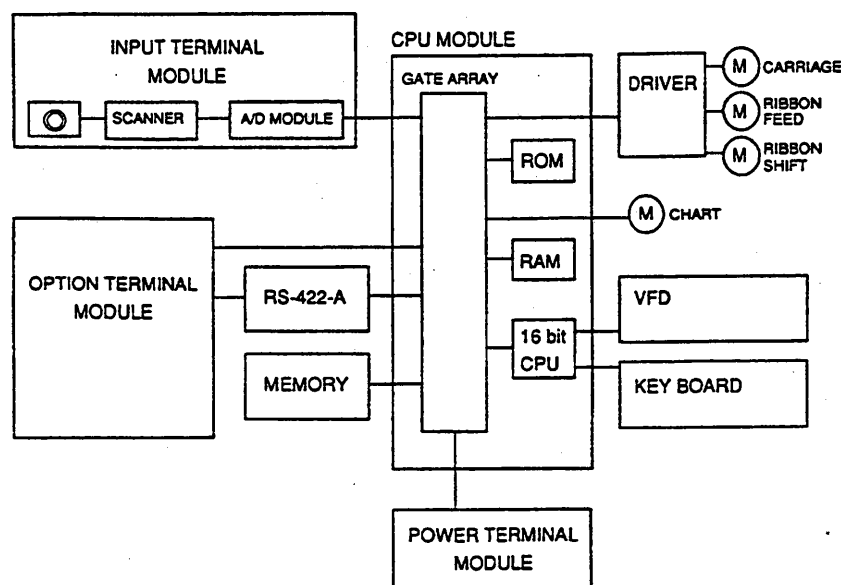 INPUT TERMINAL
MODULE
SCANNER
A/D MODULE
CPU MODULE
GATE ARRAY
ROM
RAM
16 bit
CPU
DRIVER
M CARRIAGE
M RIBBON
FEED
M RIBBON
SHIFT
M CHART
OPTION TERMINAL
MODULE
RS-422-A
MEMORY
VFD
KEY BOARD
POWER TERMINAL
MODULE